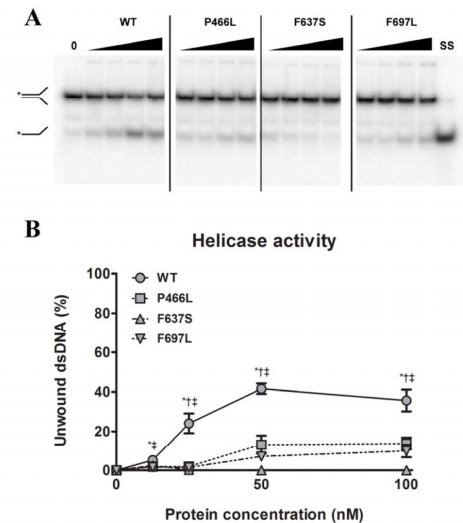 A
WT P466L F637S F697L
0 SS
*
*
B
Helicase activity
100
80
60
40
20
0
Unwound dsDNA (%)
WT
P466L
F637S
F697L
*‡
*†‡
*†‡
*†‡
0 50 100
Protein concentration (nM)